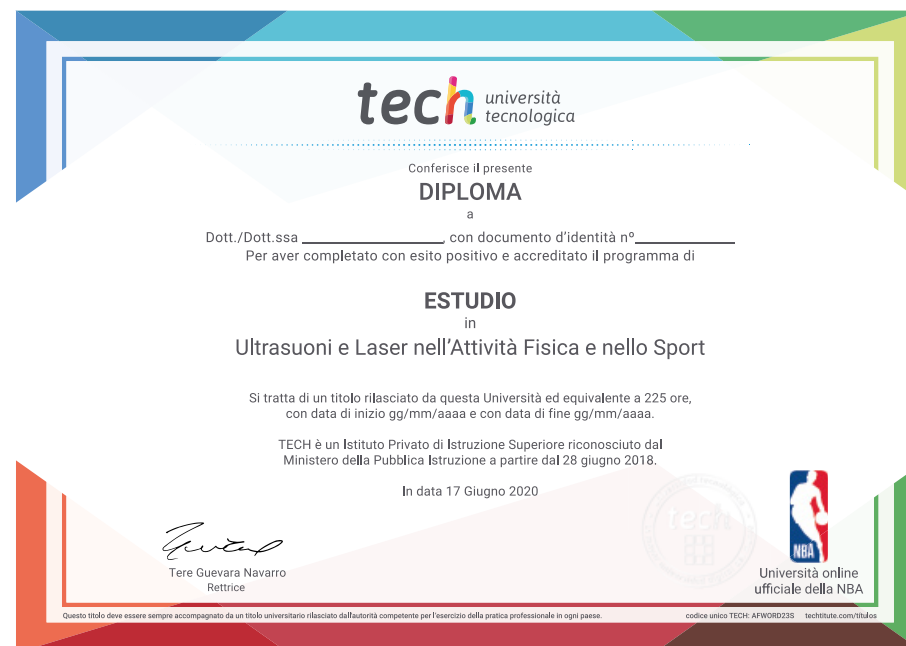 tech università
tecnologica
Conferisce il presente
DIPLOMA
a
Dott./Dott.ssa ________________, con documento d'identità nº____________
Per aver completato con esito positivo e accreditato il programma di
ESTUDIO
in
Ultrasuoni e Laser nell'Attività Fisica e nello Sport
Si tratta di un titolo rilasciato da questa Università ed equivalente a 225 ore,
con data di inizio gg/mm/aaaa e con data di fine gg/mm/aaaa.
TECH è un Istituto Privato di Istruzione Superiore riconosciuto dal
Ministero della Pubblica Istruzione a partire dal 28 giugno 2018.
In data 17 Giugno 2020
tech
NBA
Tere Guevara Navarro
Rettrice
Università online
ufficiale della NBA
Questo titolo deve essere sempre accompagnato da un titolo universitario rilasciato dall'autorità competente per l'esercizio della pratica professionale in ogni paese.
codice unico TECH: AFWORD23S techtitute.com/titulos